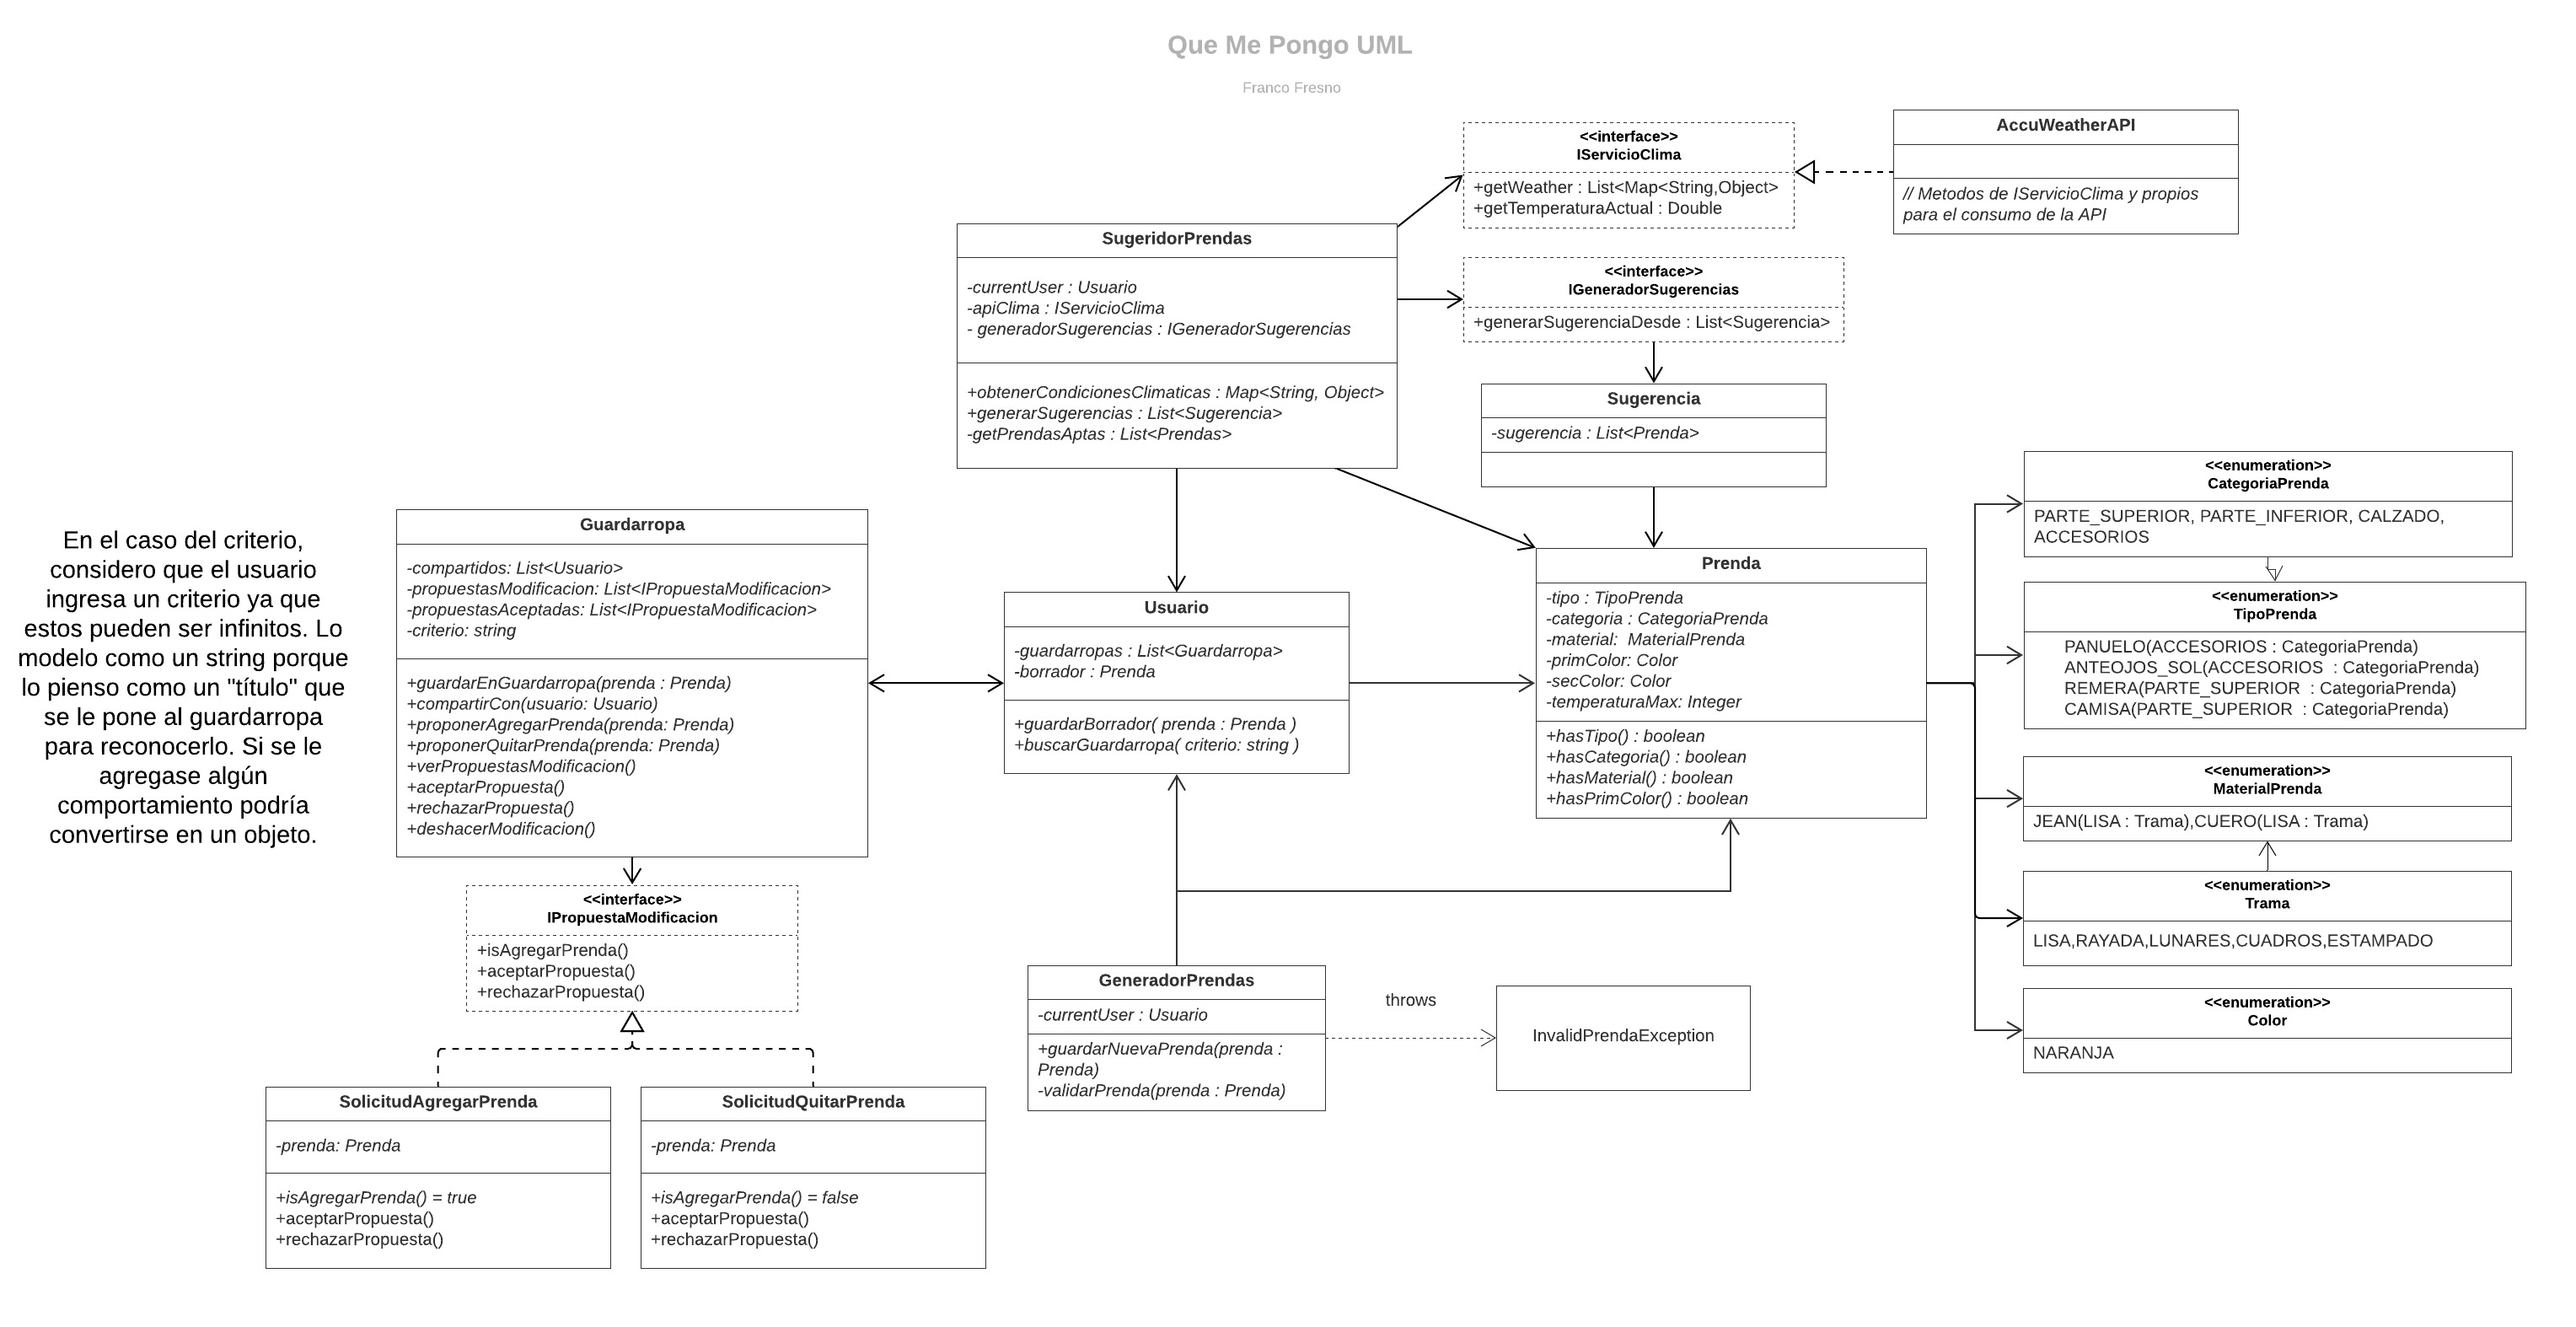 Que Me Pongo UML
Franco Fresno
<<interface>>
IServicioClima
+getWeather : List<Map<String,Object>
+getTemperaturaActual : Double
AccuWeatherAPI
// Metodos de IServicioClima y propios
para el consumo de la API
SugeridorPrendas
-currentUser : Usuario
-apiClima : IServicioClima
- generadorSugerencias : IGeneradorSugerencias
+obtenerCondicionesClimaticas : Map<String, Object>
+generarSugerencias : List<Sugerencia>
-getPrendasAptas : List<Prendas>
<<interface>>
IGeneradorSugerencias
+generarSugerenciaDesde : List<Sugerencia>
Sugerencia
-sugerencia : List<Prenda>
En el caso del criterio,
considero que el usuario
ingresa un criterio ya que
estos pueden ser infinitos. Lo
modelo como un string porque
lo pienso como un "título" que
se le pone al guardarropa
para reconocerlo. Si se le
agregase algún
comportamiento podría
convertirse en un objeto.
Guardarropa
-compartidos: List<Usuario>
-propuestasModificacion: List<IPropuestaModificacion>
-propuestasAceptadas: List<IPropuestaModificacion>
-criterio: string
+guardarEnGuardarropa(prenda : Prenda)
+compartirCon(usuario: Usuario)
+proponerAgregarPrenda(prenda: Prenda)
+proponerQuitarPrenda(prenda: Prenda)
+verPropuestasModificacion()
+aceptarPropuesta()
+rechazarPropuesta()
+deshacerModificacion()
Usuario
-guardarropas : List<Guardarropa>
-borrador : Prenda
+guardarBorrador( prenda : Prenda )
+buscarGuardarropa( criterio: string )
Prenda
-tipo : TipoPrenda
-categoria : CategoriaPrenda
-material:  MaterialPrenda
-primColor: Color
-secColor: Color
-temperaturaMax: Integer
+hasTipo() : boolean
+hasCategoria() : boolean
+hasMaterial() : boolean
+hasPrimColor() : boolean
<<enumeration>>
CategoriaPrenda
PARTE_SUPERIOR, PARTE_INFERIOR, CALZADO,
ACCESORIOS
<<enumeration>>
TipoPrenda
PANUELO(ACCESORIOS : CategoriaPrenda)
ANTEOJOS_SOL(ACCESORIOS  : CategoriaPrenda)
REMERA(PARTE_SUPERIOR  : CategoriaPrenda)
CAMISA(PARTE_SUPERIOR  : CategoriaPrenda)
<<enumeration>>
MaterialPrenda
JEAN(LISA : Trama),CUERO(LISA : Trama)
<<enumeration>>
Trama
LISA,RAYADA,LUNARES,CUADROS,ESTAMPADO
<<enumeration>>
Color
NARANJA
<<interface>>
IPropuestaModificacion
+isAgregarPrenda()
+aceptarPropuesta()
+rechazarPropuesta()
SolicitudAgregarPrenda
-prenda: Prenda
+isAgregarPrenda() = true
+aceptarPropuesta()
+rechazarPropuesta()
SolicitudQuitarPrenda
-prenda: Prenda
+isAgregarPrenda() = false
+aceptarPropuesta()
+rechazarPropuesta()
GeneradorPrendas
-currentUser : Usuario
+guardarNuevaPrenda(prenda :
Prenda)
-validarPrenda(prenda : Prenda)
throws
InvalidPrendaException